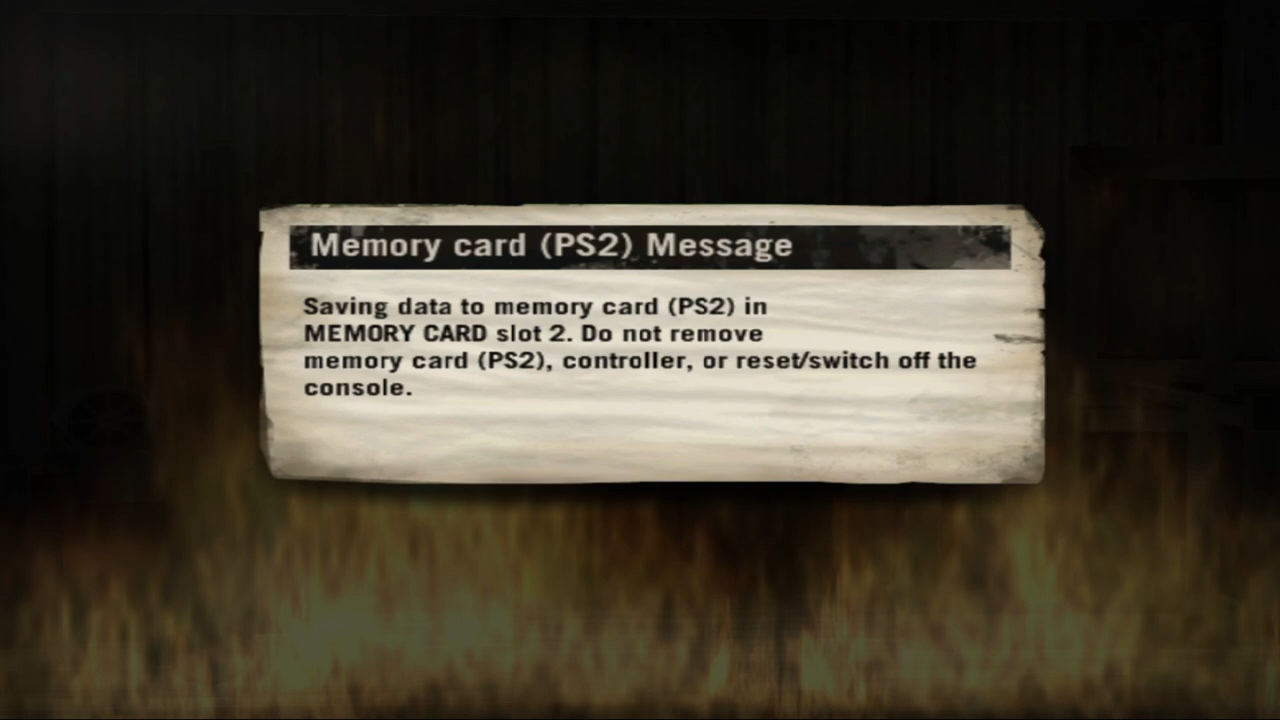 Memory card (PS2) Message
Saving data to memory card (PS2) in
MEMORY CARD slot 2. Do not remove
memory card (PS2), controller, or reset/switch off the
console.